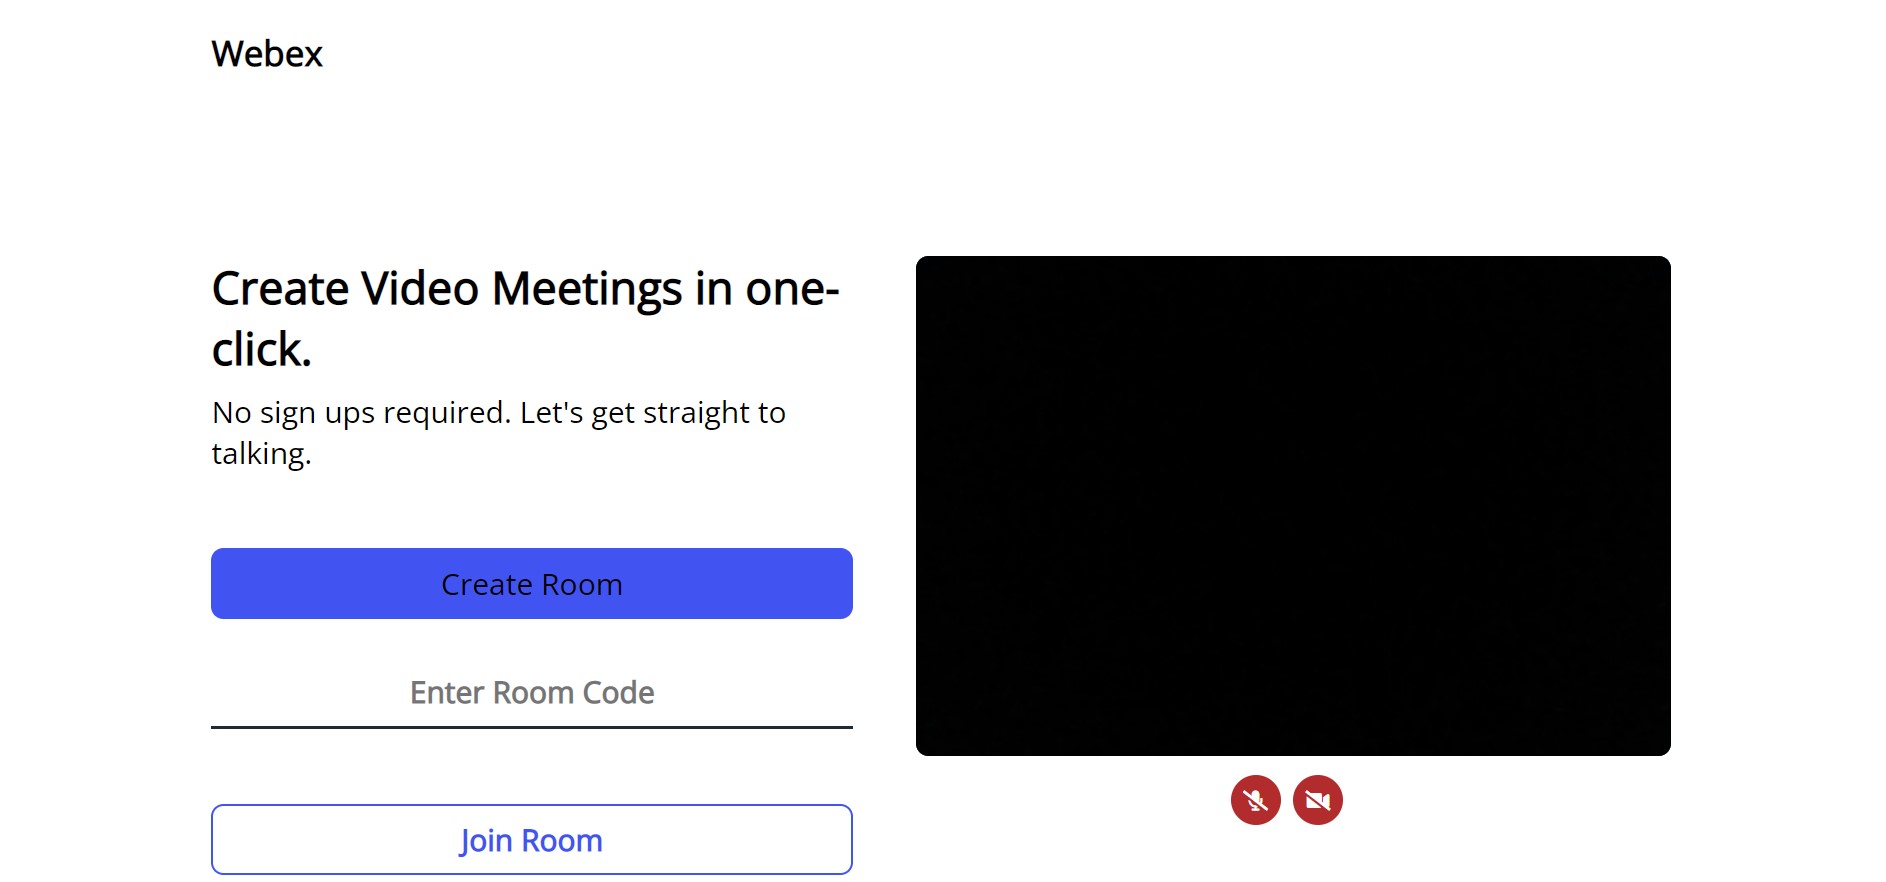 Webex
Create Video Meetings in one-
click.
No sign ups required. Let's get straight to
talking.
Create Room
Enter Room Code
Join Room